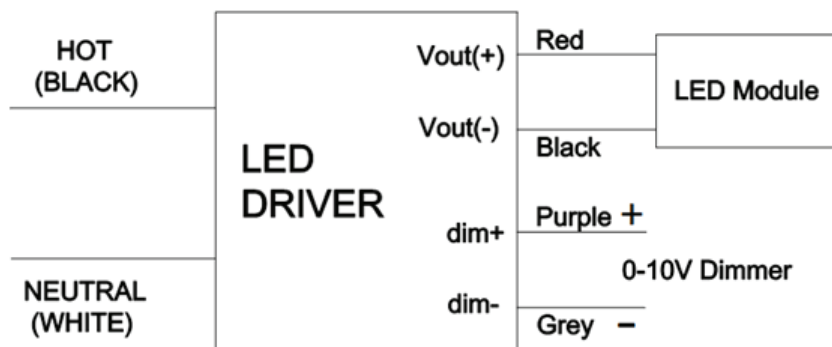 HOT
(BLACK)
NEUTRAL
(WHITE)
LED
DRIVER
Vout(+)
Vout(-)
dim+
dim-
Red
Black
Purple +
Grey -
LED Module
0-10V Dimmer